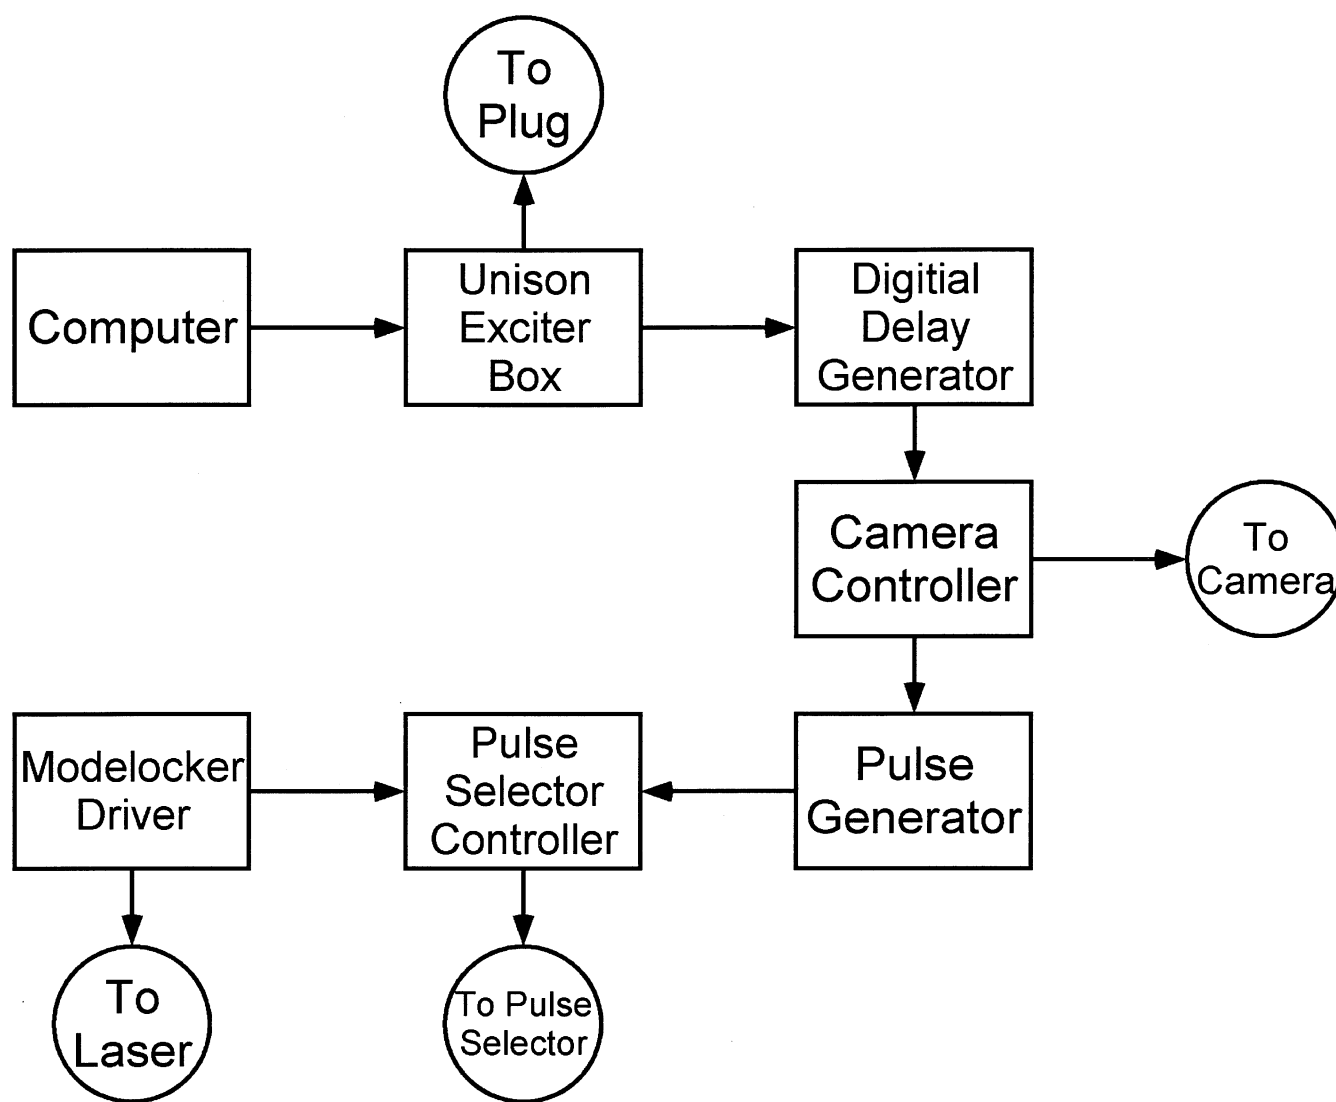 To
Plug
Computer
Unison
Exciter
Box
Digitial
Delay
Generator
Camera
Controller
To
Camera
Modelocker
Driver
Pulse
Selector
Controller
Pulse
Generator
To
Laser
To Pulse
Selector